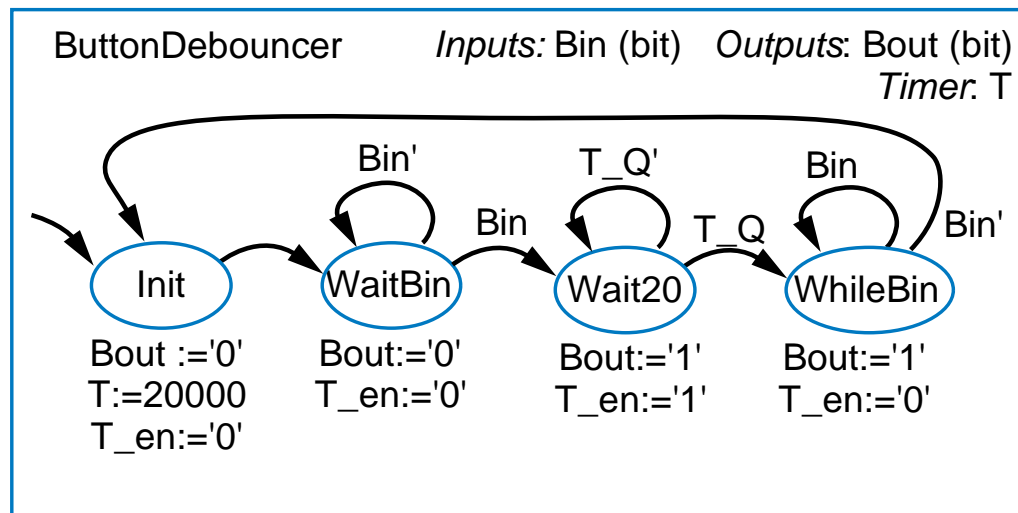 ButtonDebouncer Inputs: Bin (bit) Outputs: Bout (bit)
Timer: T
Bin'
T_Q'
Bin
Bin
T_Q
Bin'
Init
WaitBin
Wait20
WhileBin
Bout :='0'
T:=20000
T_en:='0'
Bout:='0'
T_en:='0'
Bout:='1'
T_en:='1'
Bout:='1'
T_en:='0'